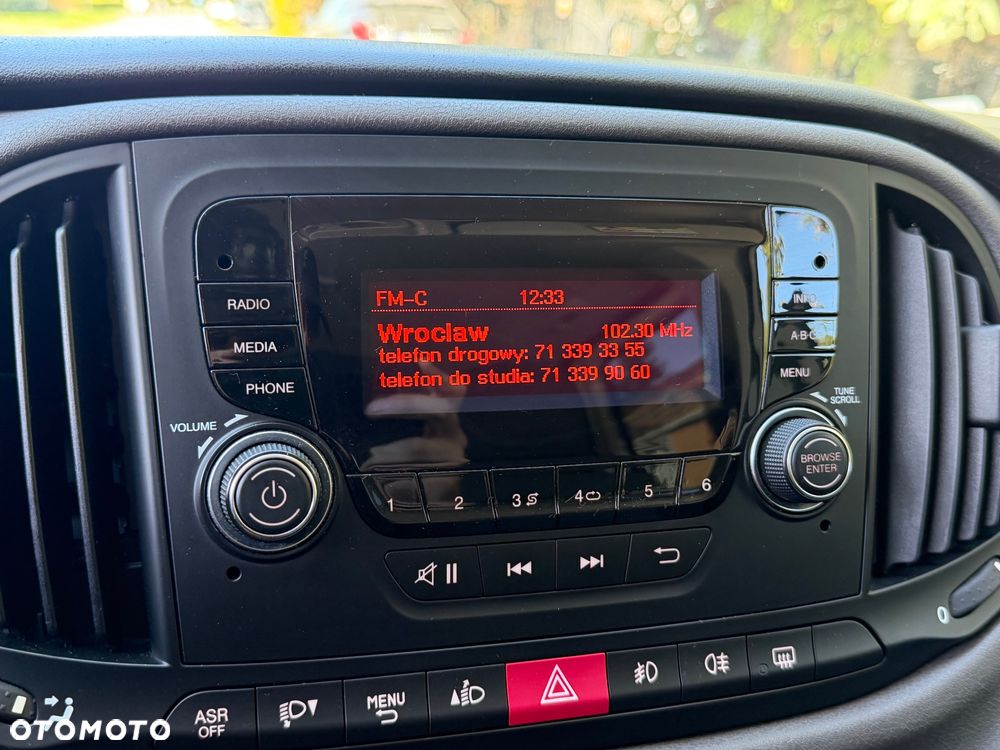 FM-C 12:33
Wroclaw 102.30 MHz
telefon drogowy: 71 339 33 55
telefon do studia: 71 339 90 60
RADIO
MEDIA
PHONE
INFO
A-B-C
MENU
VOLUME
TUNE
SCROLL
BROWSE
ENTER
1 2 3 4 5 6
ASR
OFF
MENU
0
OTOMOTO